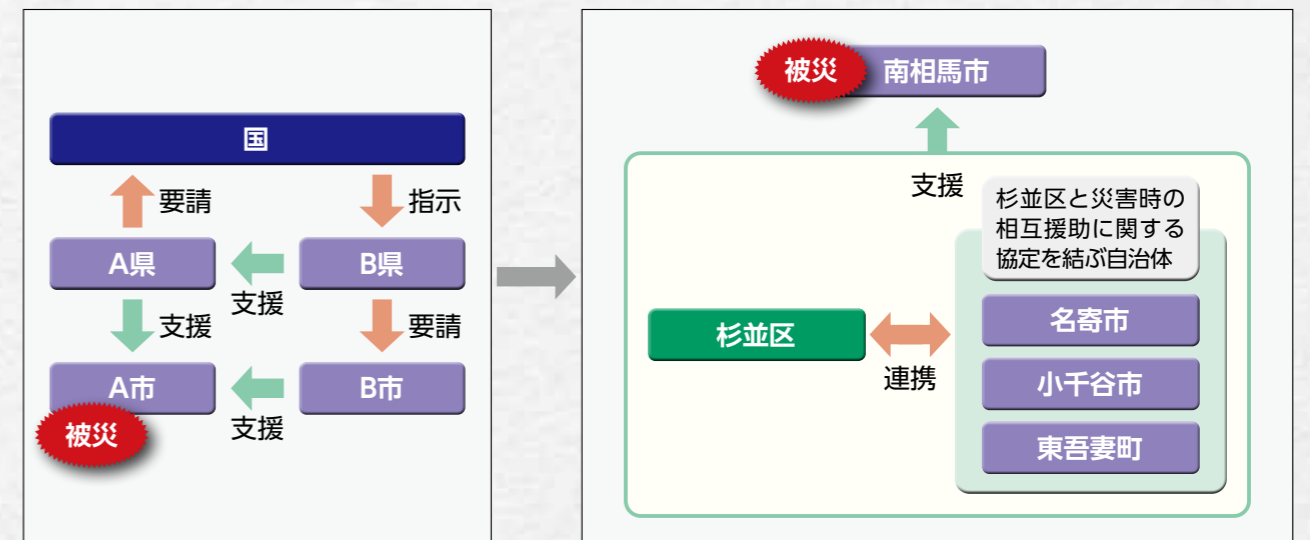 国
要請
指示
A県
B県
支援
支援
要請
A市
B市
支援
被災
被災
南相馬市
支援
杉並区と災害時の
相互援助に関する
協定を結ぶ自治体
杉並区
連携
名寄市
小千谷市
東吾妻町